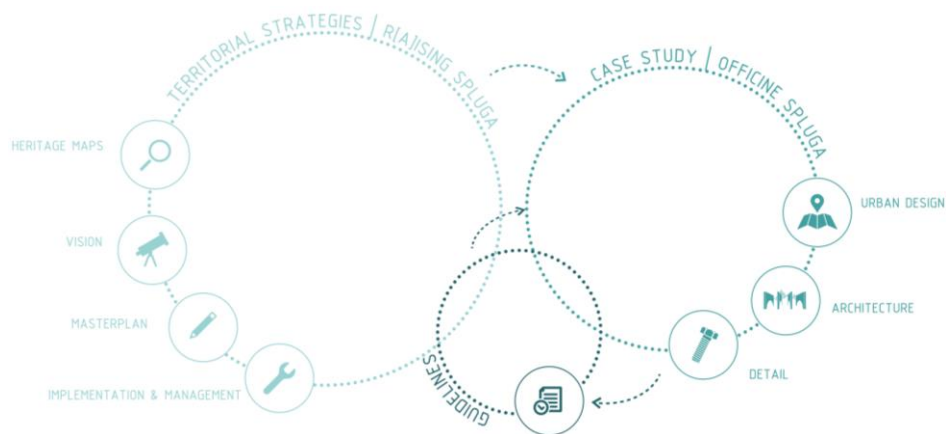 TERRITORIAL STRATEGIES | R(A)ISING SPLUGA
CASE STUDY | OFFICINE SPLUGA
HERITAGE MAPS
VISION
MASTERPLAN
IMPLEMENTATION & MANAGEMENT
URBAN DESIGN
ARCHITECTURE
DETAIL
GUIDELINES